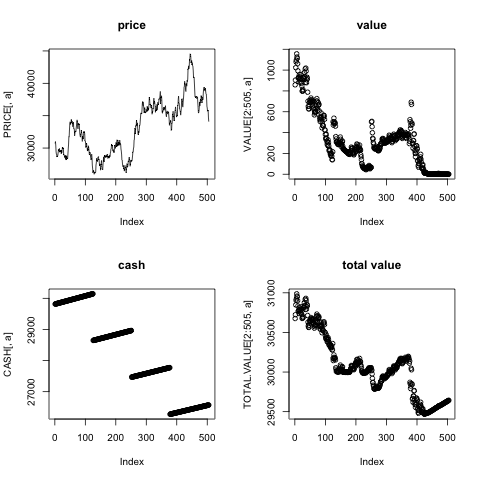 price
PRICE[, a]
30000 40000
0 100 200 300 400 500
Index
value
VALUE[2:505, a]
0 200 600 1000
0 100 200 300 400 500
Index
cash
CASH[, a]
27000 29000
0 100 200 300 400 500
Index
total value
TOTAL.VALUE[2:505, a]
29500 30000 30500 31000
0 100 200 300 400 500
Index